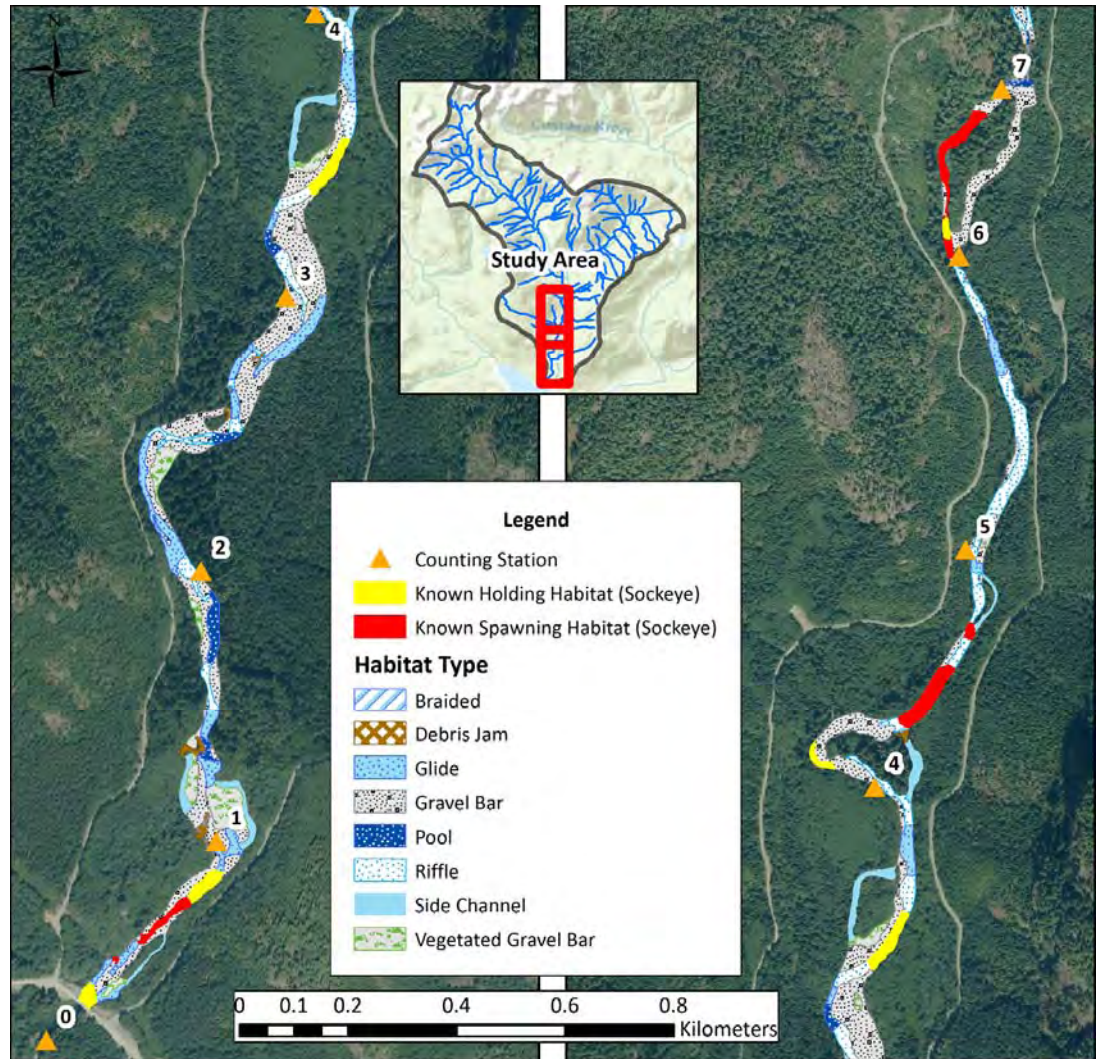 N
4
3
2
1
0
Study Area
7
6
5
4
Legend
Counting Station
Known Holding Habitat (Sockeye)
Known Spawning Habitat (Sockeye)
Habitat Type
Braided
Debris Jam
Glide
Gravel Bar
Pool
Riffle
Side Channel
Vegetated Gravel Bar
0 0.1 0.2 0.4 0.6 0.8
Kilometers